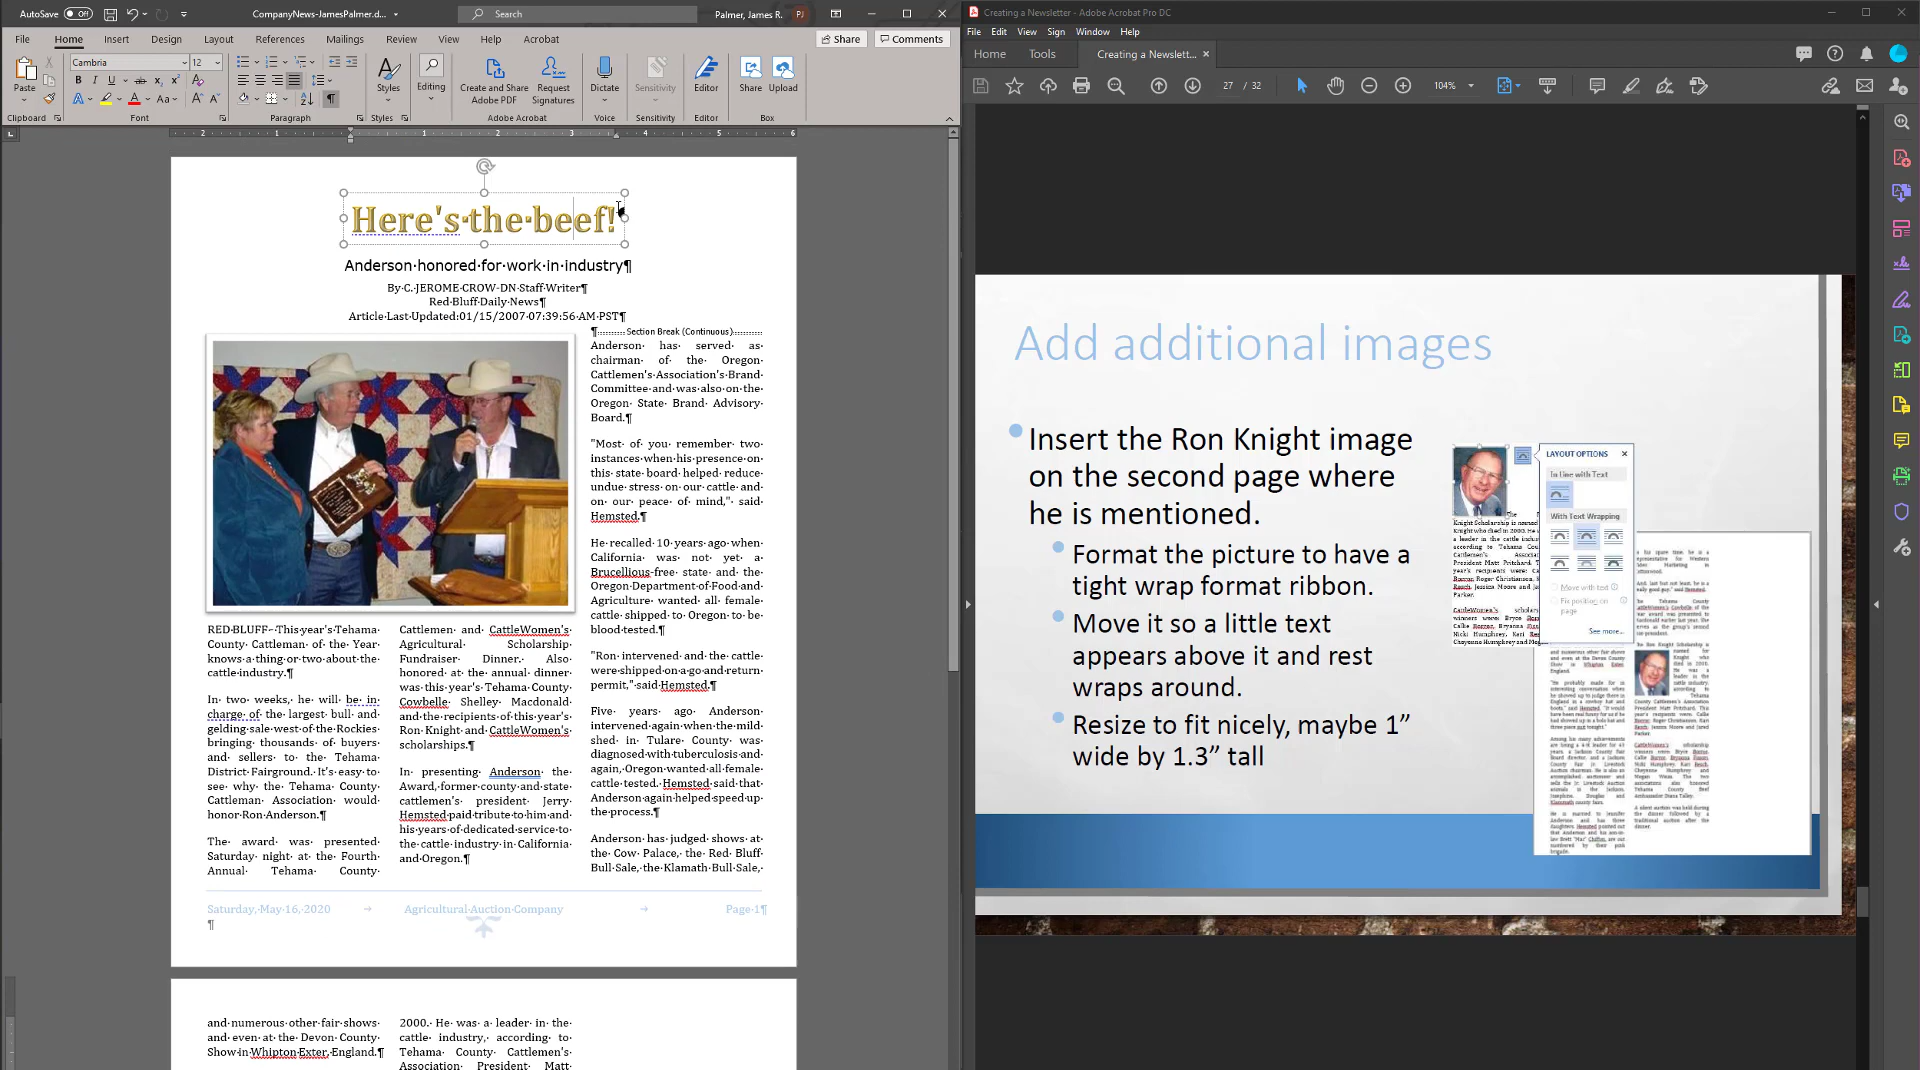 AutoSave Off CompanyNews-JamesPalmer.d... Search Palmer, James R. PJ
File Home Insert Design Layout References Mailings Review View Help Acrobat Share Comments
Cambria 12
Paste Styles Editing Create and Share Adobe PDF Request Signatures Dictate Sensitivity Editor Share Upload
Clipboard Font Paragraph Styles Adobe Acrobat Voice Sensitivity Editor Box
2 1 1 2 3 4 5 6
Here's·the·beef!
Anderson·honored·for·work·in·industry¶
By·C.·JEROME·CROW-DN·Staff·Writer¶
Red·Bluff·Daily·News¶
Article·Last·Updated:01/15/2007·07:39:56·AM·PST¶
RED·BLUFF-·This·year's·Tehama·
County·Cattleman·of·the·Year·
knows·a·thing·or·two·about·the·
cattle·industry.¶
In·two·weeks,·he·will·be·in·
charge·of·the·largest·bull·and·
gelding·sale·west·of·the·Rockies·
bringing·thousands·of·buyers·
and·sellers·to·the·Tehama·
District·Fairground.·It's·easy·to·
see·why·the·Tehama·County·
Cattleman·Association·would·
honor·Ron·Anderson.¶
The·award·was·presented·
Saturday·night·at·the·Fourth·
Annual·Tehama·County·
Cattlemen·and·CattleWomen's·
Agricultural·Scholarship·
Fundraiser·Dinner.·Also·
honored·at·the·annual·dinner·
was·this·year's·Tehama·County·
Cowbelle·Shelley·Macdonald·
and·the·recipients·of·this·year's·
Ron·Knight·and·CattleWomen's·
scholarships.¶
In·presenting·Anderson·the·
Award,·former·county·and·state·
cattlemen's·president·Jerry·
Hemsted·paid·tribute·to·him·and·
his·years·of·dedicated·service·to·
the·cattle·industry·in·California·
and·Oregon.¶
¶Section Break (Continuous)
Anderson·has·served·as·
chairman·of·the·Oregon·
Cattlemen's·Association's·Brand·
Committee·and·was·also·on·the·
Oregon·State·Brand·Advisory·
Board.¶
"Most·of·you·remember·two·
instances·when·his·presence·on·
this·state·board·helped·reduce·
undue·stress·on·our·cattle·and·
on·our·peace·of·mind,"·said·
Hemsted.¶
He·recalled·10·years·ago·when·
California·was·not·yet·a·
Brucellious-free·state·and·the·
Oregon·Department·of·Food·and·
Agriculture·wanted·all·female·
cattle·shipped·to·Oregon·to·be·
blood·tested.¶
"Ron·intervened·and·the·cattle·
were·shipped·on·a·go·and·return·
permit,"·said·Hemsted.¶
Five·years·ago·Anderson·
intervened·again·when·the·mild·
shed·in·Tulare·County·was·
diagnosed·with·tuberculosis·and·
again,·Oregon·wanted·all·female·
cattle·tested.·Hemsted·said·that·
Anderson·again·helped·speed·up·
the·process.¶
Anderson·has·judged·shows·at·
the·Cow·Palace,·the·Red·Bluff·
Bull·Sale,·the·Klamath·Bull·Sale,·
Saturday,·May·16,·2020 → Agricultural·Auction·Company → Page·1¶
¶
and·numerous·other·fair·shows·
and·even·at·the·Devon·County·
Show·in·Whipton·Exter,·England.¶
2000.·He·was·a·leader·in·the·
cattle·industry,·according·to·
Tehama·County·Cattlemen's·
Association·President·Matt·
Creating a Newsletter - Adobe Acrobat Pro DC
File Edit View Sign Window Help
Home Tools Creating a Newslett... ×
27 / 32 104%
Add additional images
Insert the Ron Knight image
on the second page where
he is mentioned.
Format the picture to have a
tight wrap format ribbon.
Move it so a little text
appears above it and rest
wraps around.
Resize to fit nicely, maybe 1”
wide by 1.3” tall
LAYOUT OPTIONS
In Line with Text
With Text Wrapping
Move with text
Fix position on
page
See more...